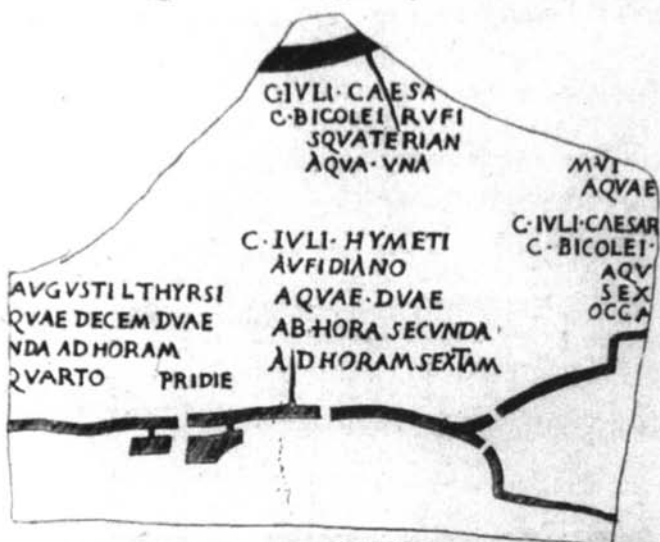 C·IVLI·CAESA
C·BICOLEI RVFI
SQVATERIAN
AQVA·VNA
M·VI
AQVAE
C·IVLI·CAESAR
C·BICOLEI·
AQV
SEX
OCCA
C·IVLI·HYMETI
AVFIDIANO
AQVAE·DVAE
AB·HORA SECVNDA
AD HORAM SEXTAM
AVGVSTI L THYRSI
QVAE DECEM DVAE
NDA AD HORAM
QVARTO PRIDIE